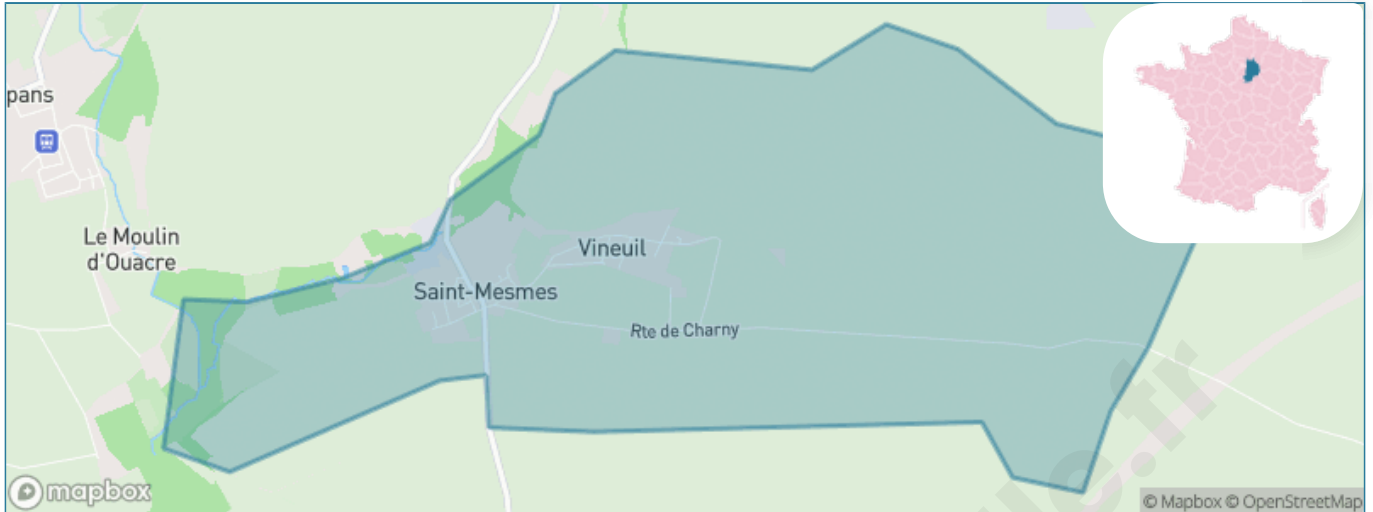 pans
Le Moulin
d'Ouacre
Vineuil
Saint-Mesmes
Rte de Charny
mapbox
© Mapbox © OpenStreetMap